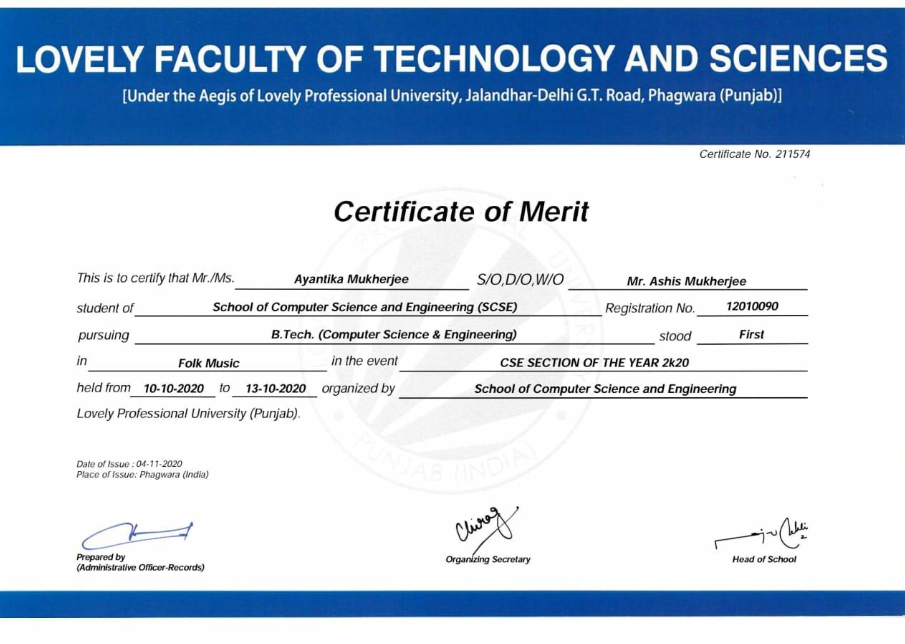 LOVELY FACULTY OF TECHNOLOGY AND SCIENCES
[Under the Aegis of Lovely Professional University, Jalandhar-Delhi G.T. Road, Phagwara (Punjab)]
Certificate No. 211574
Certificate of Merit
This is to certify that Mr./Ms. Ayantika Mukherjee S/O,D/O,W/O Mr. Ashis Mukherjee
student of School of Computer Science and Engineering (SCSE) Registration No. 12010090
pursuing B.Tech. (Computer Science & Engineering) stood First
in Folk Music in the event CSE SECTION OF THE YEAR 2k20
held from 10-10-2020 to 13-10-2020 organized by School of Computer Science and Engineering
Lovely Professional University (Punjab).
PUNJAB (INDIA)
Date of Issue : 04-11-2020
Place of Issue: Phagwara (India)
Chirag
Prepared by
(Administrative Officer-Records)
Organizing Secretary
Head of School